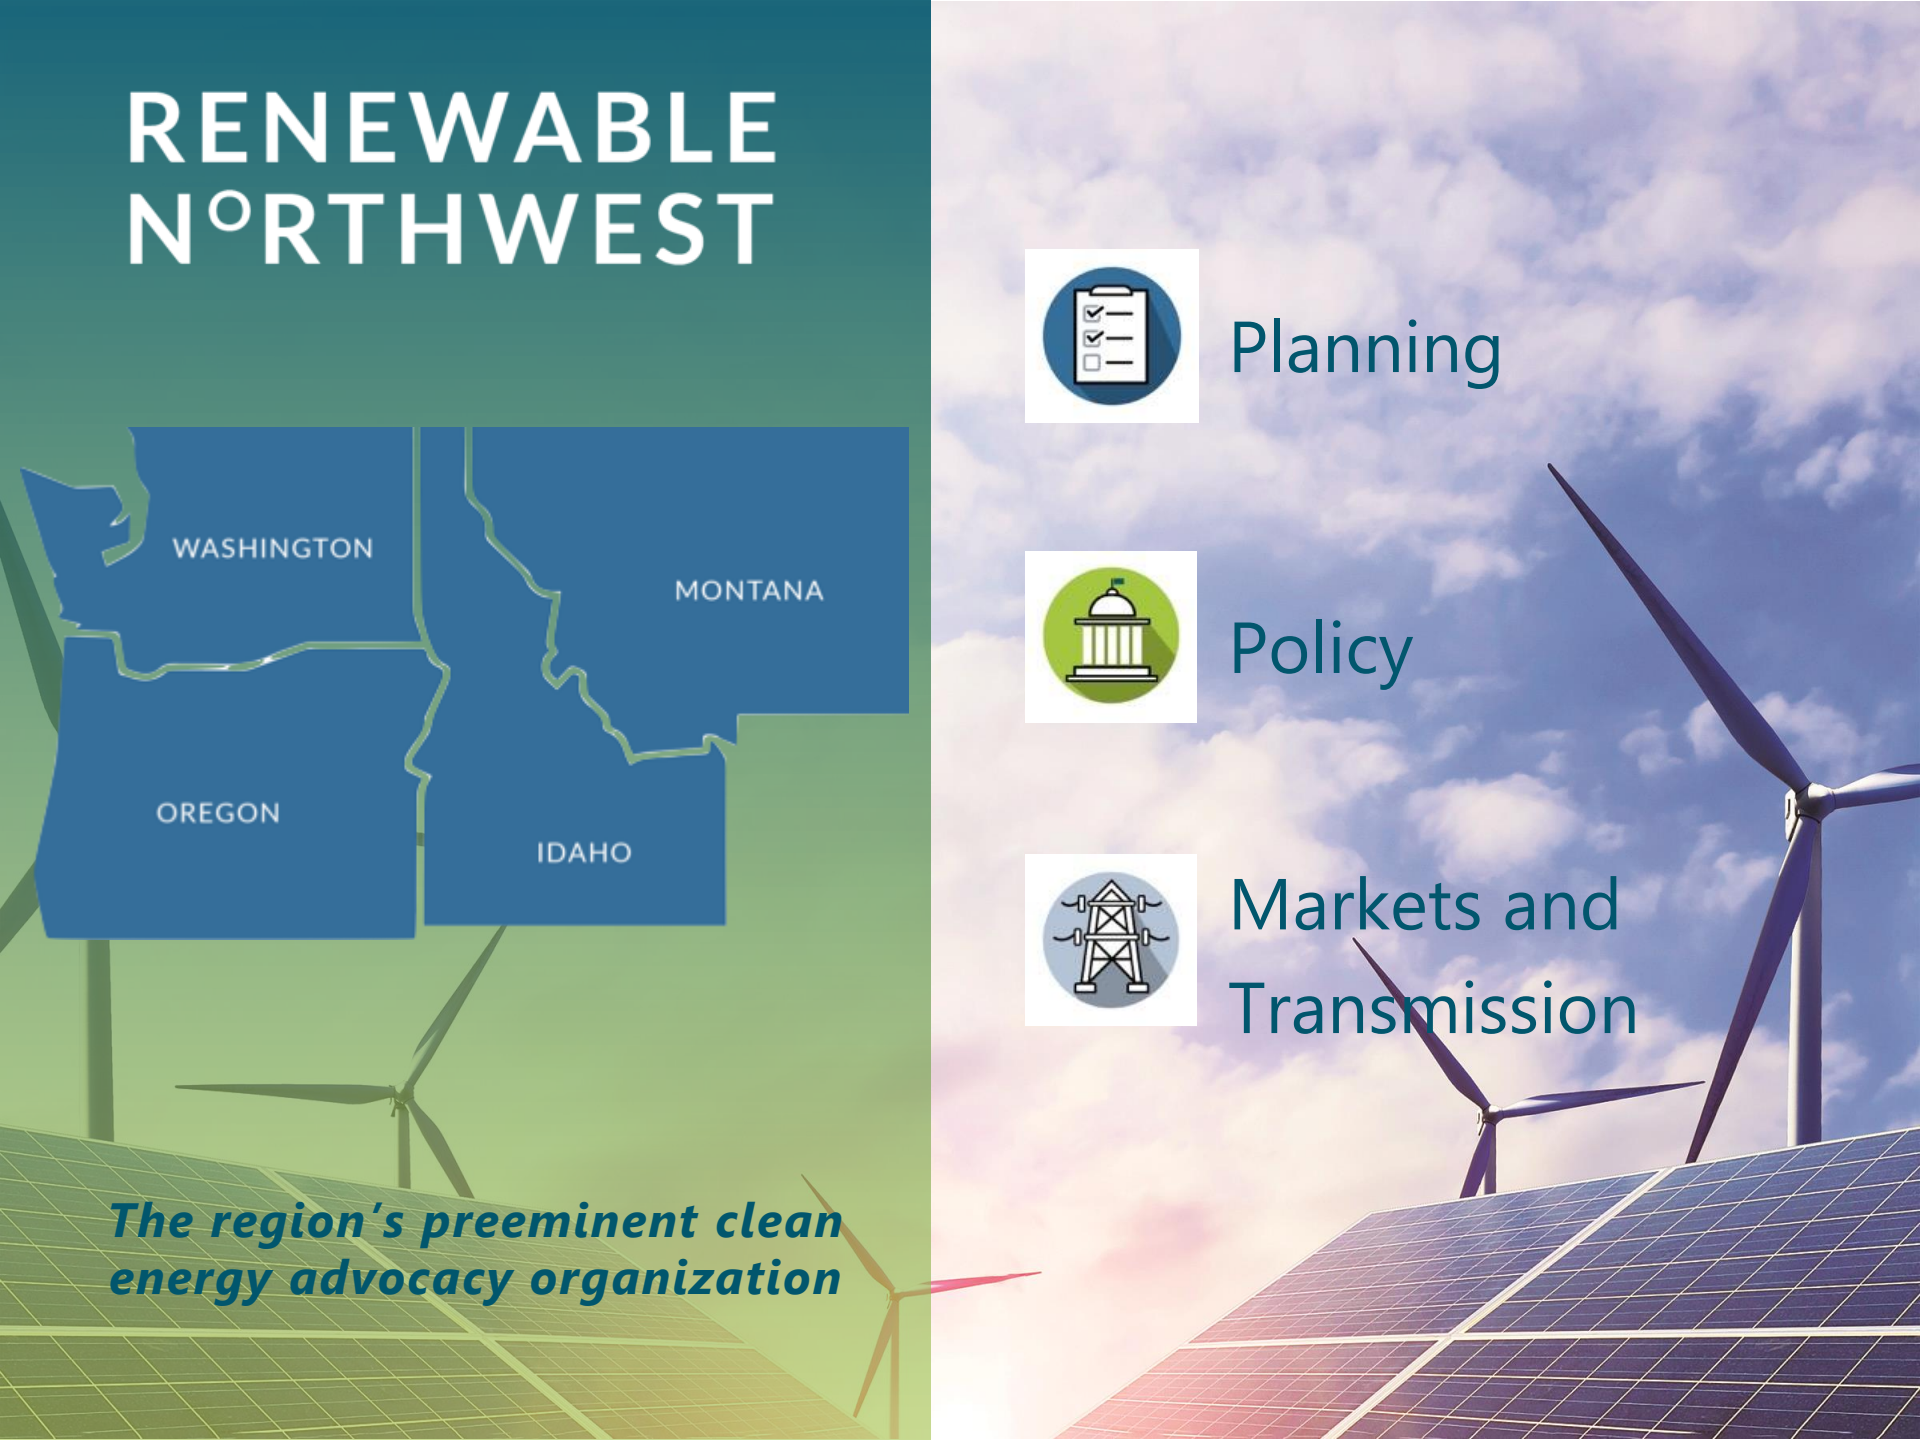 RENEWABLE
NORTHWEST
WASHINGTON
MONTANA
OREGON
IDAHO
The region's preeminent clean
energy advocacy organization
Planning
Policy
Markets and
Transmission